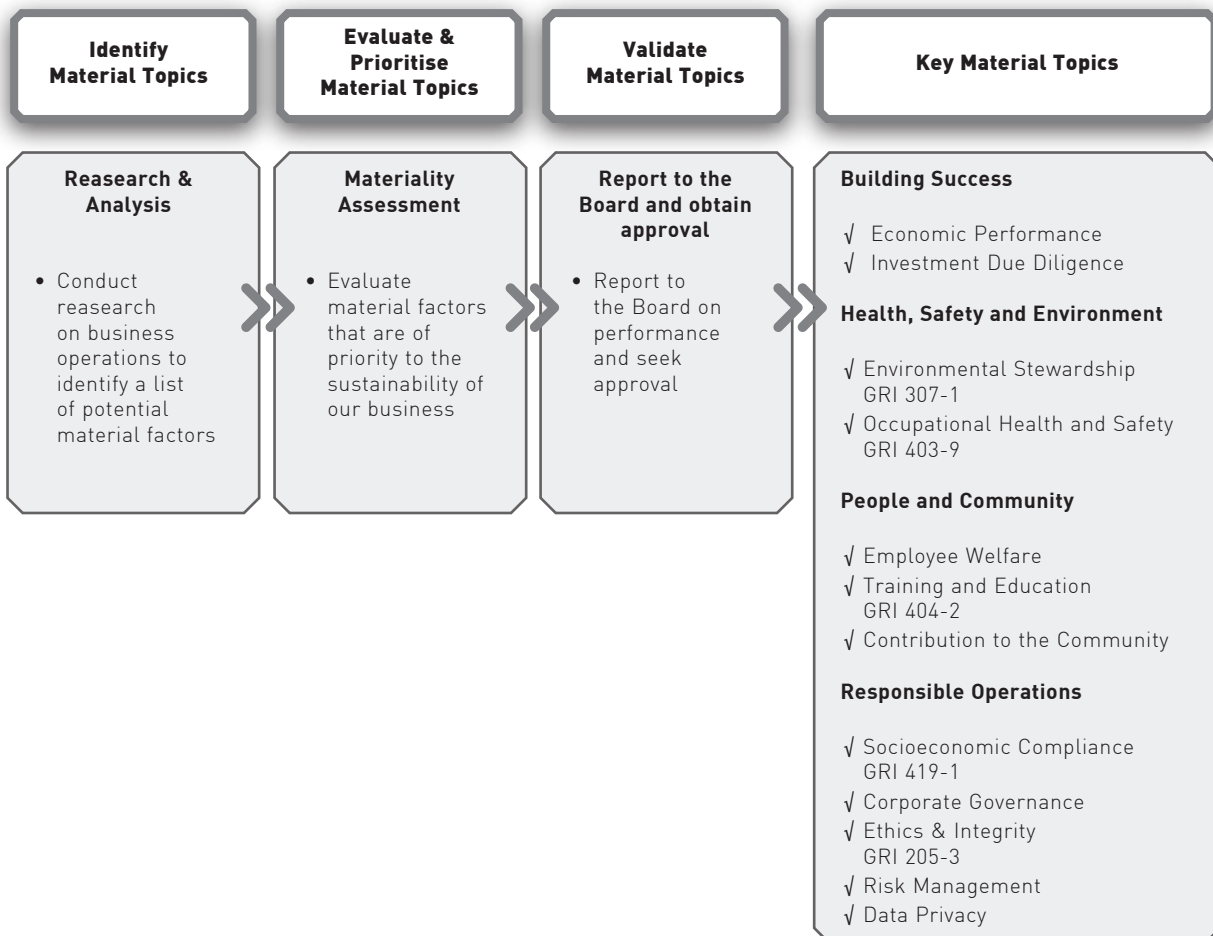 Identify
Material Topics
Evaluate &
Prioritise
Material Topics
Validate
Material Topics
Key Material Topics
Reasearch &
Analysis
• Conduct
reasearch
on business
operations to
identify a list
of potential
material factors
Materiality
Assessment
• Evaluate
material factors
that are of
priority to the
sustainability of
our business
Report to the
Board and obtain
approval
• Report to
the Board on
performance
and seek
approval
Building Success
√ Economic Performance
√ Investment Due Diligence
Health, Safety and Environment
√ Environmental Stewardship
GRI 307-1
√ Occupational Health and Safety
GRI 403-9
People and Community
√ Employee Welfare
√ Training and Education
GRI 404-2
√ Contribution to the Community
Responsible Operations
√ Socioeconomic Compliance
GRI 419-1
√ Corporate Governance
√ Ethics & Integrity
GRI 205-3
√ Risk Management
√ Data Privacy